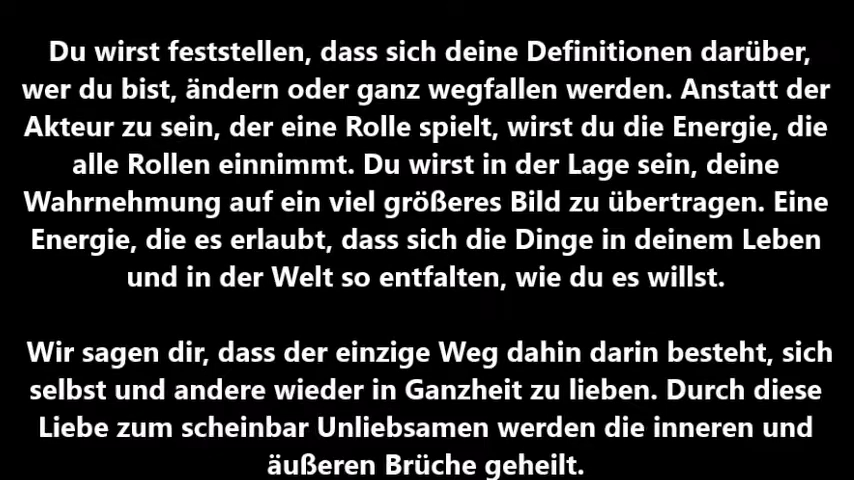 Du wirst feststellen, dass sich deine Definitionen darüber,
wer du bist, ändern oder ganz wegfallen werden. Anstatt der
Akteur zu sein, der eine Rolle spielt, wirst du die Energie, die
alle Rollen einnimmt. Du wirst in der Lage sein, deine
Wahrnehmung auf ein viel größeres Bild zu übertragen. Eine
Energie, die es erlaubt, dass sich die Dinge in deinem Leben
und in der Welt so entfalten, wie du es willst.
Wir sagen dir, dass der einzige Weg dahin darin besteht, sich
selbst und andere wieder in Ganzheit zu lieben. Durch diese
Liebe zum scheinbar Unliebsamen werden die inneren und
äußeren Brüche geheilt.